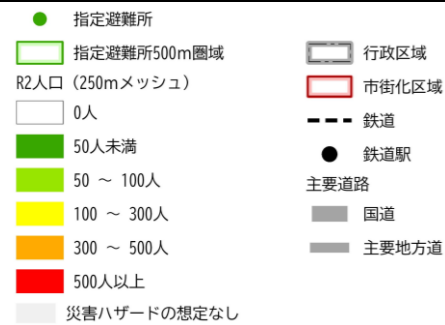 指定避難所
指定避難所500m圏域
R2人口（250mメッシュ）
0人
50人未満
50 ～ 100人
100 ～ 300人
300 ～ 500人
500人以上
災害ハザードの想定なし
行政区域
市街化区域
鉄道
鉄道駅
主要道路
国道
主要地方道